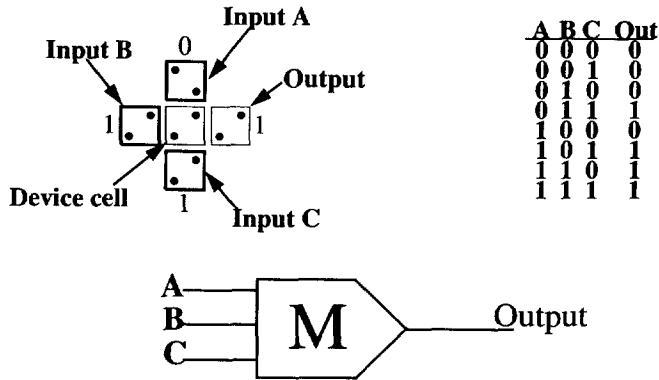 Input A
Input B
0
Output
1
1
Device cell
1
Input C
A B C Out
0 0 0 0
0 0 1 0
0 1 0 0
0 1 1 1
1 0 0 0
1 0 1 1
1 1 0 1
1 1 1 1
A
B
C
M
Output